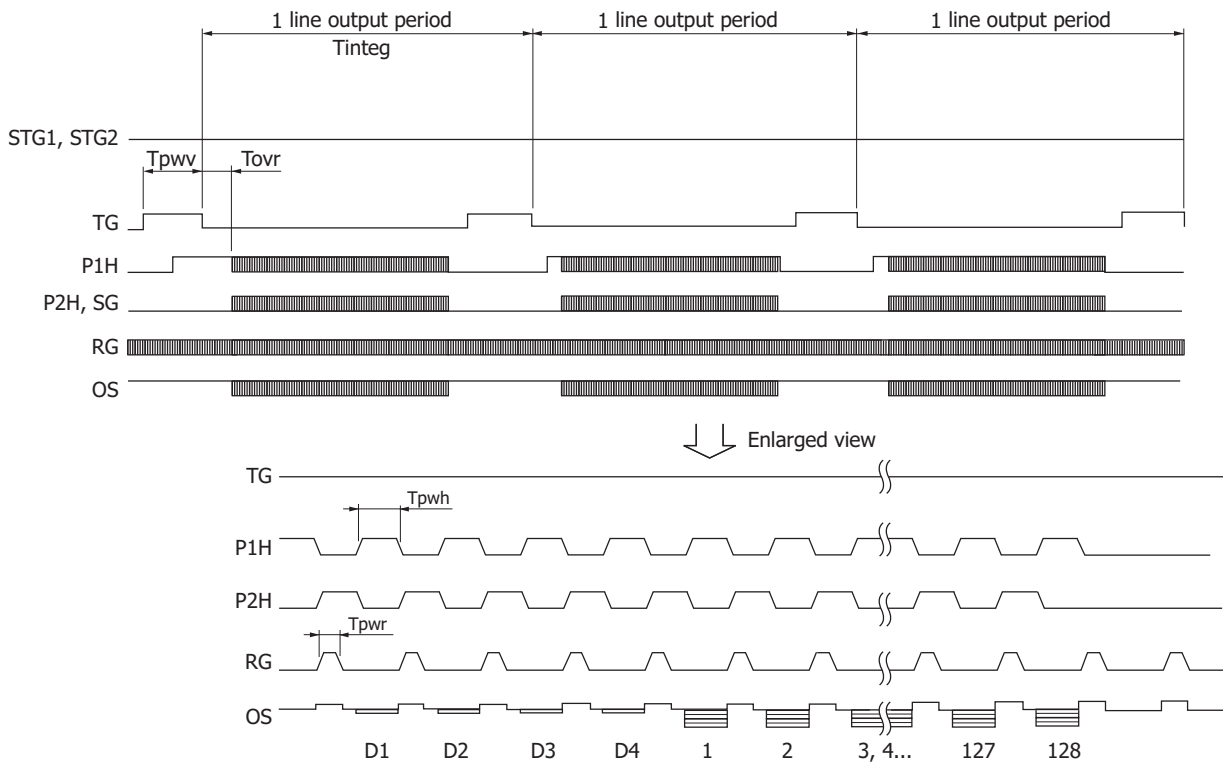 1 line output period 1 line output period 1 line output period
Tinteg
STG1, STG2
Tpwv Tovr
TG
P1H
P2H, SG
RG
OS
Enlarged view
TG
Tpwh
P1H
P2H
Tpwr
RG
OS
D1 D2 D3 D4 1 2 3, 4... 127 128